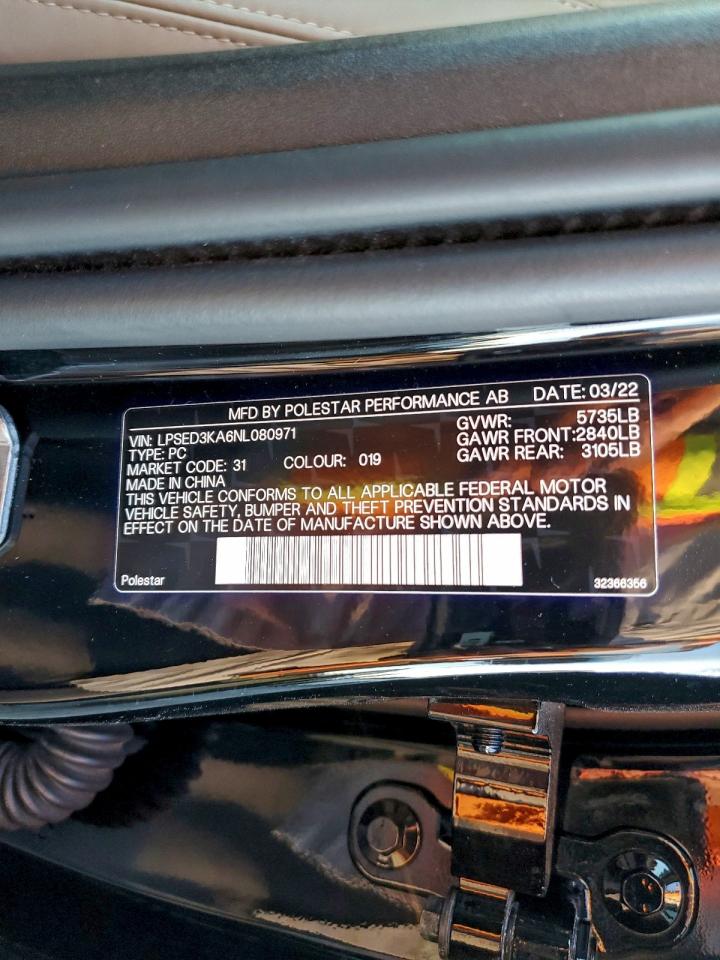 MFD BY POLESTAR PERFORMANCE AB DATE: 03/22
VIN: LPSED3KA6NL080971 GVWR: 5735LB
TYPE: PC GAWR FRONT:2840LB
MARKET CODE: 31 COLOUR: 019 GAWR REAR: 3105LB
MADE IN CHINA
THIS VEHICLE CONFORMS TO ALL APPLICABLE FEDERAL MOTOR
VEHICLE SAFETY, BUMPER AND THEFT PREVENTION STANDARDS IN
EFFECT ON THE DATE OF MANUFACTURE SHOWN ABOVE.
Polestar 32366356